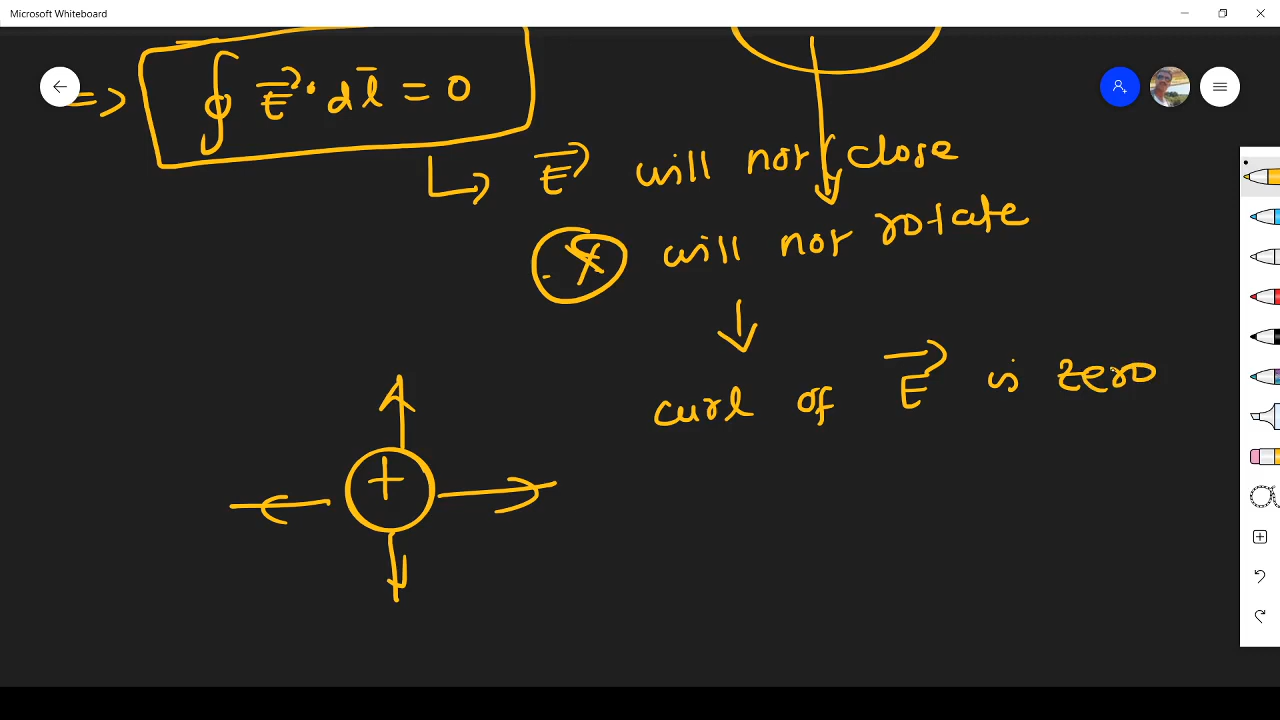 Microsoft Whiteboard
=> ∮ E⃗ · dl̅ = 0
↳ E⃗ will not close
will not rotate
↓
curl of E⃗ is zero
+